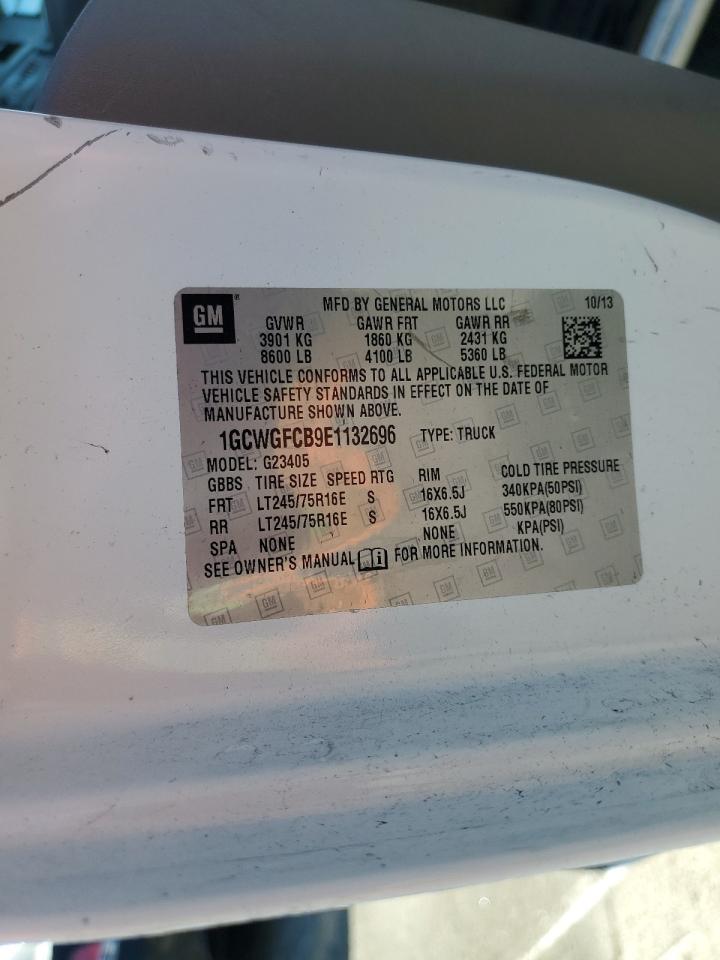 GM ® MFD BY GENERAL MOTORS LLC 10/13
GVWR GAWR FRT GAWR RR
3901 KG 1860 KG 2431 KG
8600 LB 4100 LB 5360 LB
THIS VEHICLE CONFORMS TO ALL APPLICABLE U.S. FEDERAL MOTOR
VEHICLE SAFETY STANDARDS IN EFFECT ON THE DATE OF
MANUFACTURE SHOWN ABOVE.
1GCWGFCB9E1132696 TYPE: TRUCK
MODEL: G23405
GBBS TIRE SIZE SPEED RTG RIM COLD TIRE PRESSURE
FRT LT245/75R16E S 16X6.5J 340KPA(50PSI)
RR LT245/75R16E S 16X6.5J 550KPA(80PSI)
SPA NONE NONE KPA(PSI)
SEE OWNER'S MANUAL FOR MORE INFORMATION.